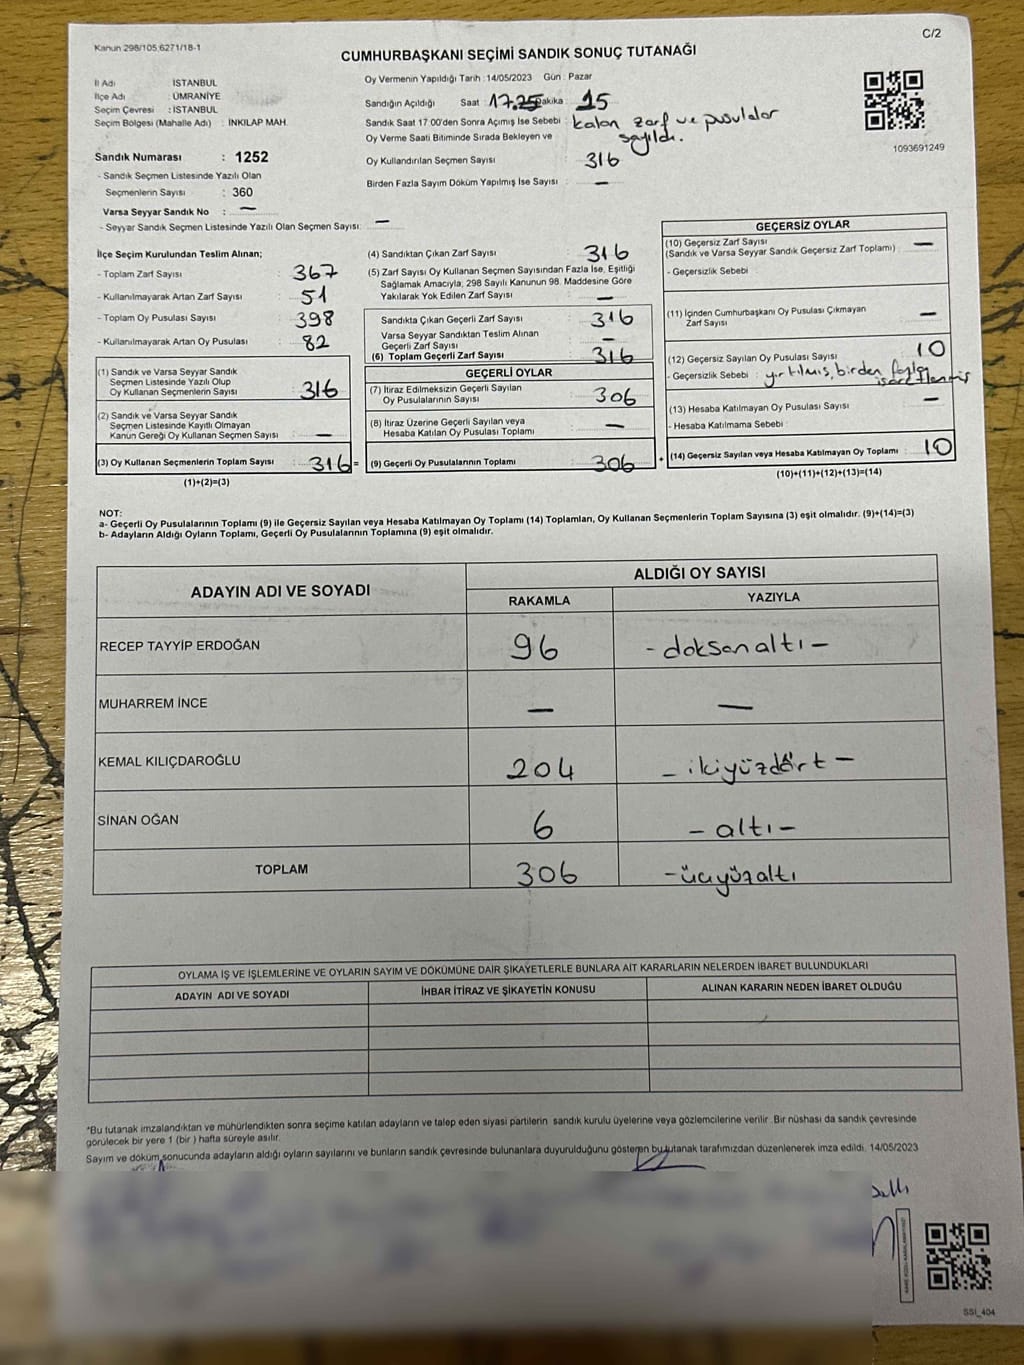 Kanun 298/105,6271/18-1
C/2
CUMHURBAŞKANI SEÇİMİ SANDIK SONUÇ TUTANAĞI
İl Adı : İSTANBUL
İlçe Adı : ÜMRANİYE
Seçim Çevresi : İSTANBUL
Seçim Bölgesi (Mahalle Adı) : İNKILAP MAH.
Sandık Numarası : 1252
- Sandık Seçmen Listesinde Yazılı Olan
Seçmenlerin Sayısı : 360
Varsa Seyyar Sandık No : —
- Seyyar Sandık Seçmen Listesinde Yazılı Olan Seçmen Sayısı: —
Oy Vermenin Yapıldığı Tarih : 14/05/2023 Gün : Pazar
Sandığın Açıldığı Saat : 17.25 Dakika : 15
Sandık Saat 17:00'den Sonra Açımış İse Sebebi : kalan zarf ve pusulalar
Oy Verme Saati Bitiminde Sırada Bekleyen ve sayıldı.
Oy Kullandırılan Seçmen Sayısı : 316
Birden Fazla Sayım Döküm Yapılmış İse Sayısı : —
1093691249
İlçe Seçim Kurulundan Teslim Alınan;
- Toplam Zarf Sayısı : 367
- Kullanılmayarak Artan Zarf Sayısı : 51
- Toplam Oy Pusulası Sayısı : 398
- Kullanılmayarak Artan Oy Pusulası : 82
(1) Sandık ve Varsa Seyyar Sandık
Seçmen Listesinde Yazılı Olup
Oy Kullanan Seçmenlerin Sayısı : 316
(2) Sandık ve Varsa Seyyar Sandık
Seçmen Listesinde Kayıtlı Olmayan
Kanun Gereği Oy Kullanan Seçmen Sayısı : —
(3) Oy Kullanan Seçmenlerin Toplam Sayısı : 316 =
(1)+(2)=(3)
(4) Sandıktan Çıkan Zarf Sayısı : 316
(5) Zarf Sayısı Oy Kullanan Seçmen Sayısından Fazla İse, Eşitliği
Sağlamak Amacıyla, 298 Sayılı Kanunun 98. Maddesine Göre
Yakılarak Yok Edilen Zarf Sayısı : —
Sandıkta Çıkan Geçerli Zarf Sayısı : 316
Varsa Seyyar Sandıktan Teslim Alınan
Geçerli Zarf Sayısı : —
(6) Toplam Geçerli Zarf Sayısı : 316
GEÇERLİ OYLAR
(7) İtiraz Edilmeksizin Geçerli Sayılan
Oy Pusulalarının Sayısı : 306
(8) İtiraz Üzerine Geçerli Sayılan veya
Hesaba Katılan Oy Pusulası Toplamı : —
(9) Geçerli Oy Pusulalarının Toplamı : 306 +
GEÇERSİZ OYLAR
(10) Geçersiz Zarf Sayısı : —
(Sandık ve Varsa Seyyar Sandık Geçersiz Zarf Toplamı)
- Geçersizlik Sebebi :
(11) İçinden Cumhurbaşkanı Oy Pusulası Çıkmayan
Zarf Sayısı : —
(12) Geçersiz Sayılan Oy Pusulası Sayısı : 10
- Geçersizlik Sebebi : yırtılmış, birden fazla
işaretlenmiş
(13) Hesaba Katılmayan Oy Pusulası Sayısı : —
- Hesaba Katılmama Sebebi :
(14) Geçersiz Sayılan veya Hesaba Katılmayan Oy Toplamı : 10
(10)+(11)+(12)+(13)=(14)
NOT:
a- Geçerli Oy Pusulalarının Toplamı (9) ile Geçersiz Sayılan veya Hesaba Katılmayan Oy Toplamı (14) Toplamları, Oy Kullanan Seçmenlerin Toplam Sayısına (3) eşit olmalıdır. (9)+(14)=(3)
b- Adayların Aldığı Oyların Toplamı, Geçerli Oy Pusulalarının Toplamına (9) eşit olmalıdır.
ADAYIN ADI VE SOYADI
ALDIĞI OY SAYISI
RAKAMLA YAZIYLA
RECEP TAYYİP ERDOĞAN 96 - doksanaltı -
MUHARREM İNCE — —
KEMAL KILIÇDAROĞLU 204 - ikiyüzdört -
SİNAN OĞAN 6 - altı -
TOPLAM 306 - üçyüzaltı
OYLAMA İŞ VE İŞLEMLERİNE VE OYLARIN SAYIM VE DÖKÜMÜNE DAİR ŞİKAYETLERLE BUNLARA AİT KARARLARIN NELERDEN İBARET BULUNDUKLARI
ADAYIN ADI VE SOYADI İHBAR İTİRAZ VE ŞİKAYETİN KONUSU ALINAN KARARIN NEDEN İBARET OLDUĞU
*Bu tutanak imzalandıktan ve mühürlendikten sonra seçime katılan adayların ve talep eden siyasi partilerin sandık kurulu üyelerine veya gözlemcilerine verilir. Bir nüshası da sandık çevresinde
görülecek bir yere 1 (bir ) hafta süreyle asılır.
Sayım ve döküm sonucunda adayların aldığı oyların sayılarını ve bunların sandık çevresinde bulunanlara duyurulduğunu gösteren bu tutanak tarafımızdan düzenlenerek imza edildi. 14/05/2023
SSI_404